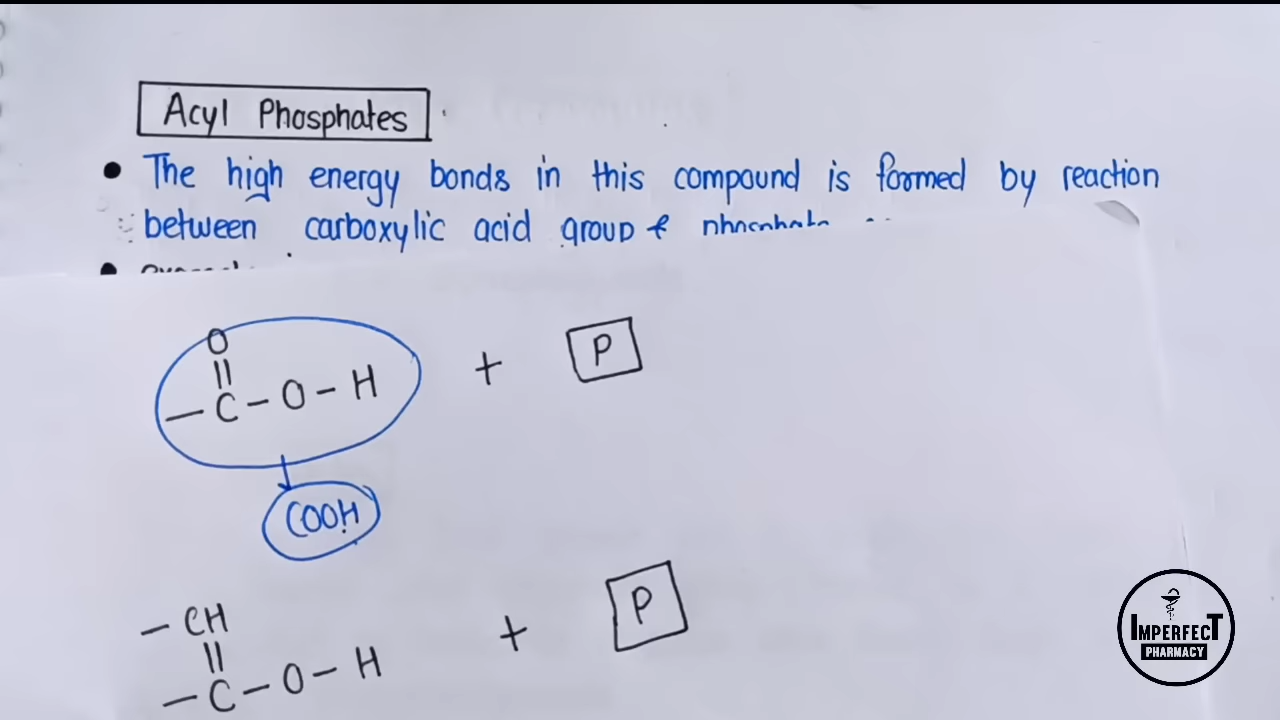 Acyl Phosphates
The high energy bonds in this compound is formed by reaction
between carboxylic acid group &
O
— C — O — H + P
COOH
— CH
— C — O — H + P
IMPERFECT
PHARMACY